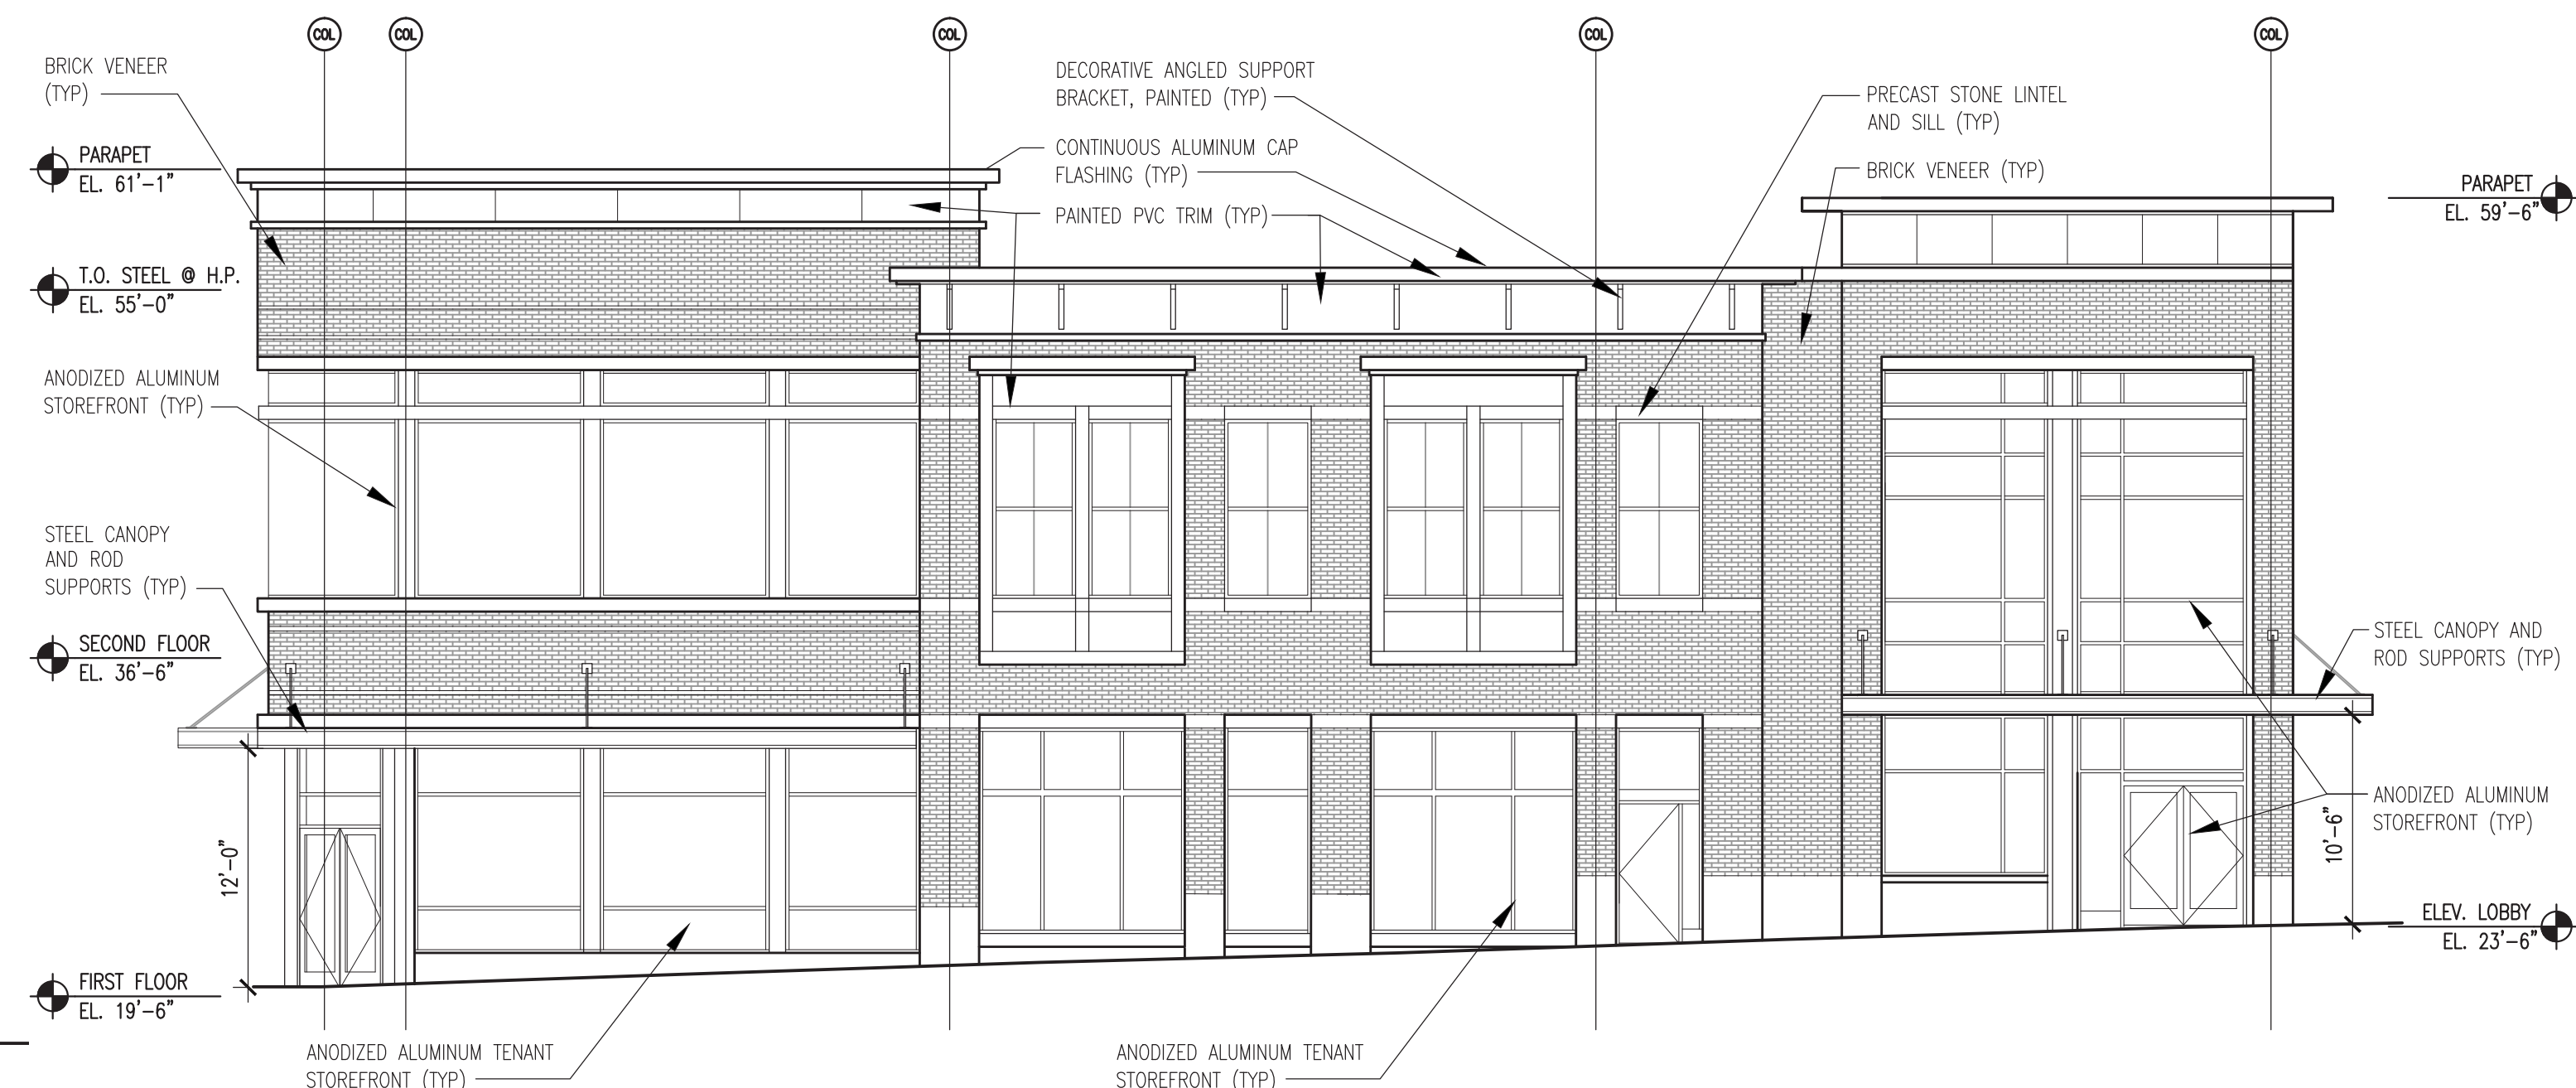 COL
COL
COL
COL
COL
BRICK VENEER
(TYP)
PARAPET
EL. 61'-1"
T.O. STEEL @ H.P.
EL. 55'-0"
ANODIZED ALUMINUM
STOREFRONT (TYP)
STEEL CANOPY
AND ROD
SUPPORTS (TYP)
SECOND FLOOR
EL. 36'-6"
12'-0"
FIRST FLOOR
EL. 19'-6"
ANODIZED ALUMINUM TENANT
STOREFRONT (TYP)
DECORATIVE ANGLED SUPPORT
BRACKET, PAINTED (TYP)
CONTINUOUS ALUMINUM CAP
FLASHING (TYP)
PAINTED PVC TRIM (TYP)
ANODIZED ALUMINUM TENANT
STOREFRONT (TYP)
PRECAST STONE LINTEL
AND SILL (TYP)
BRICK VENEER (TYP)
PARAPET
EL. 59'-6"
STEEL CANOPY AND
ROD SUPPORTS (TYP)
ANODIZED ALUMINUM
STOREFRONT (TYP)
10'-6"
ELEV. LOBBY
EL. 23'-6"